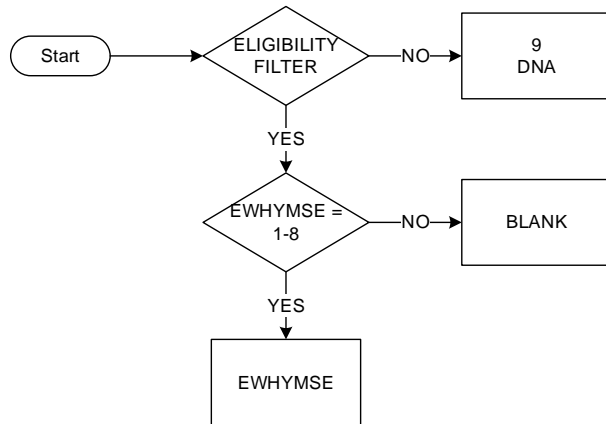 Start
ELIGIBILITY
FILTER
NO
9
DNA
YES
EWHYMSE =
1-8
NO
BLANK
YES
EWHYMSE